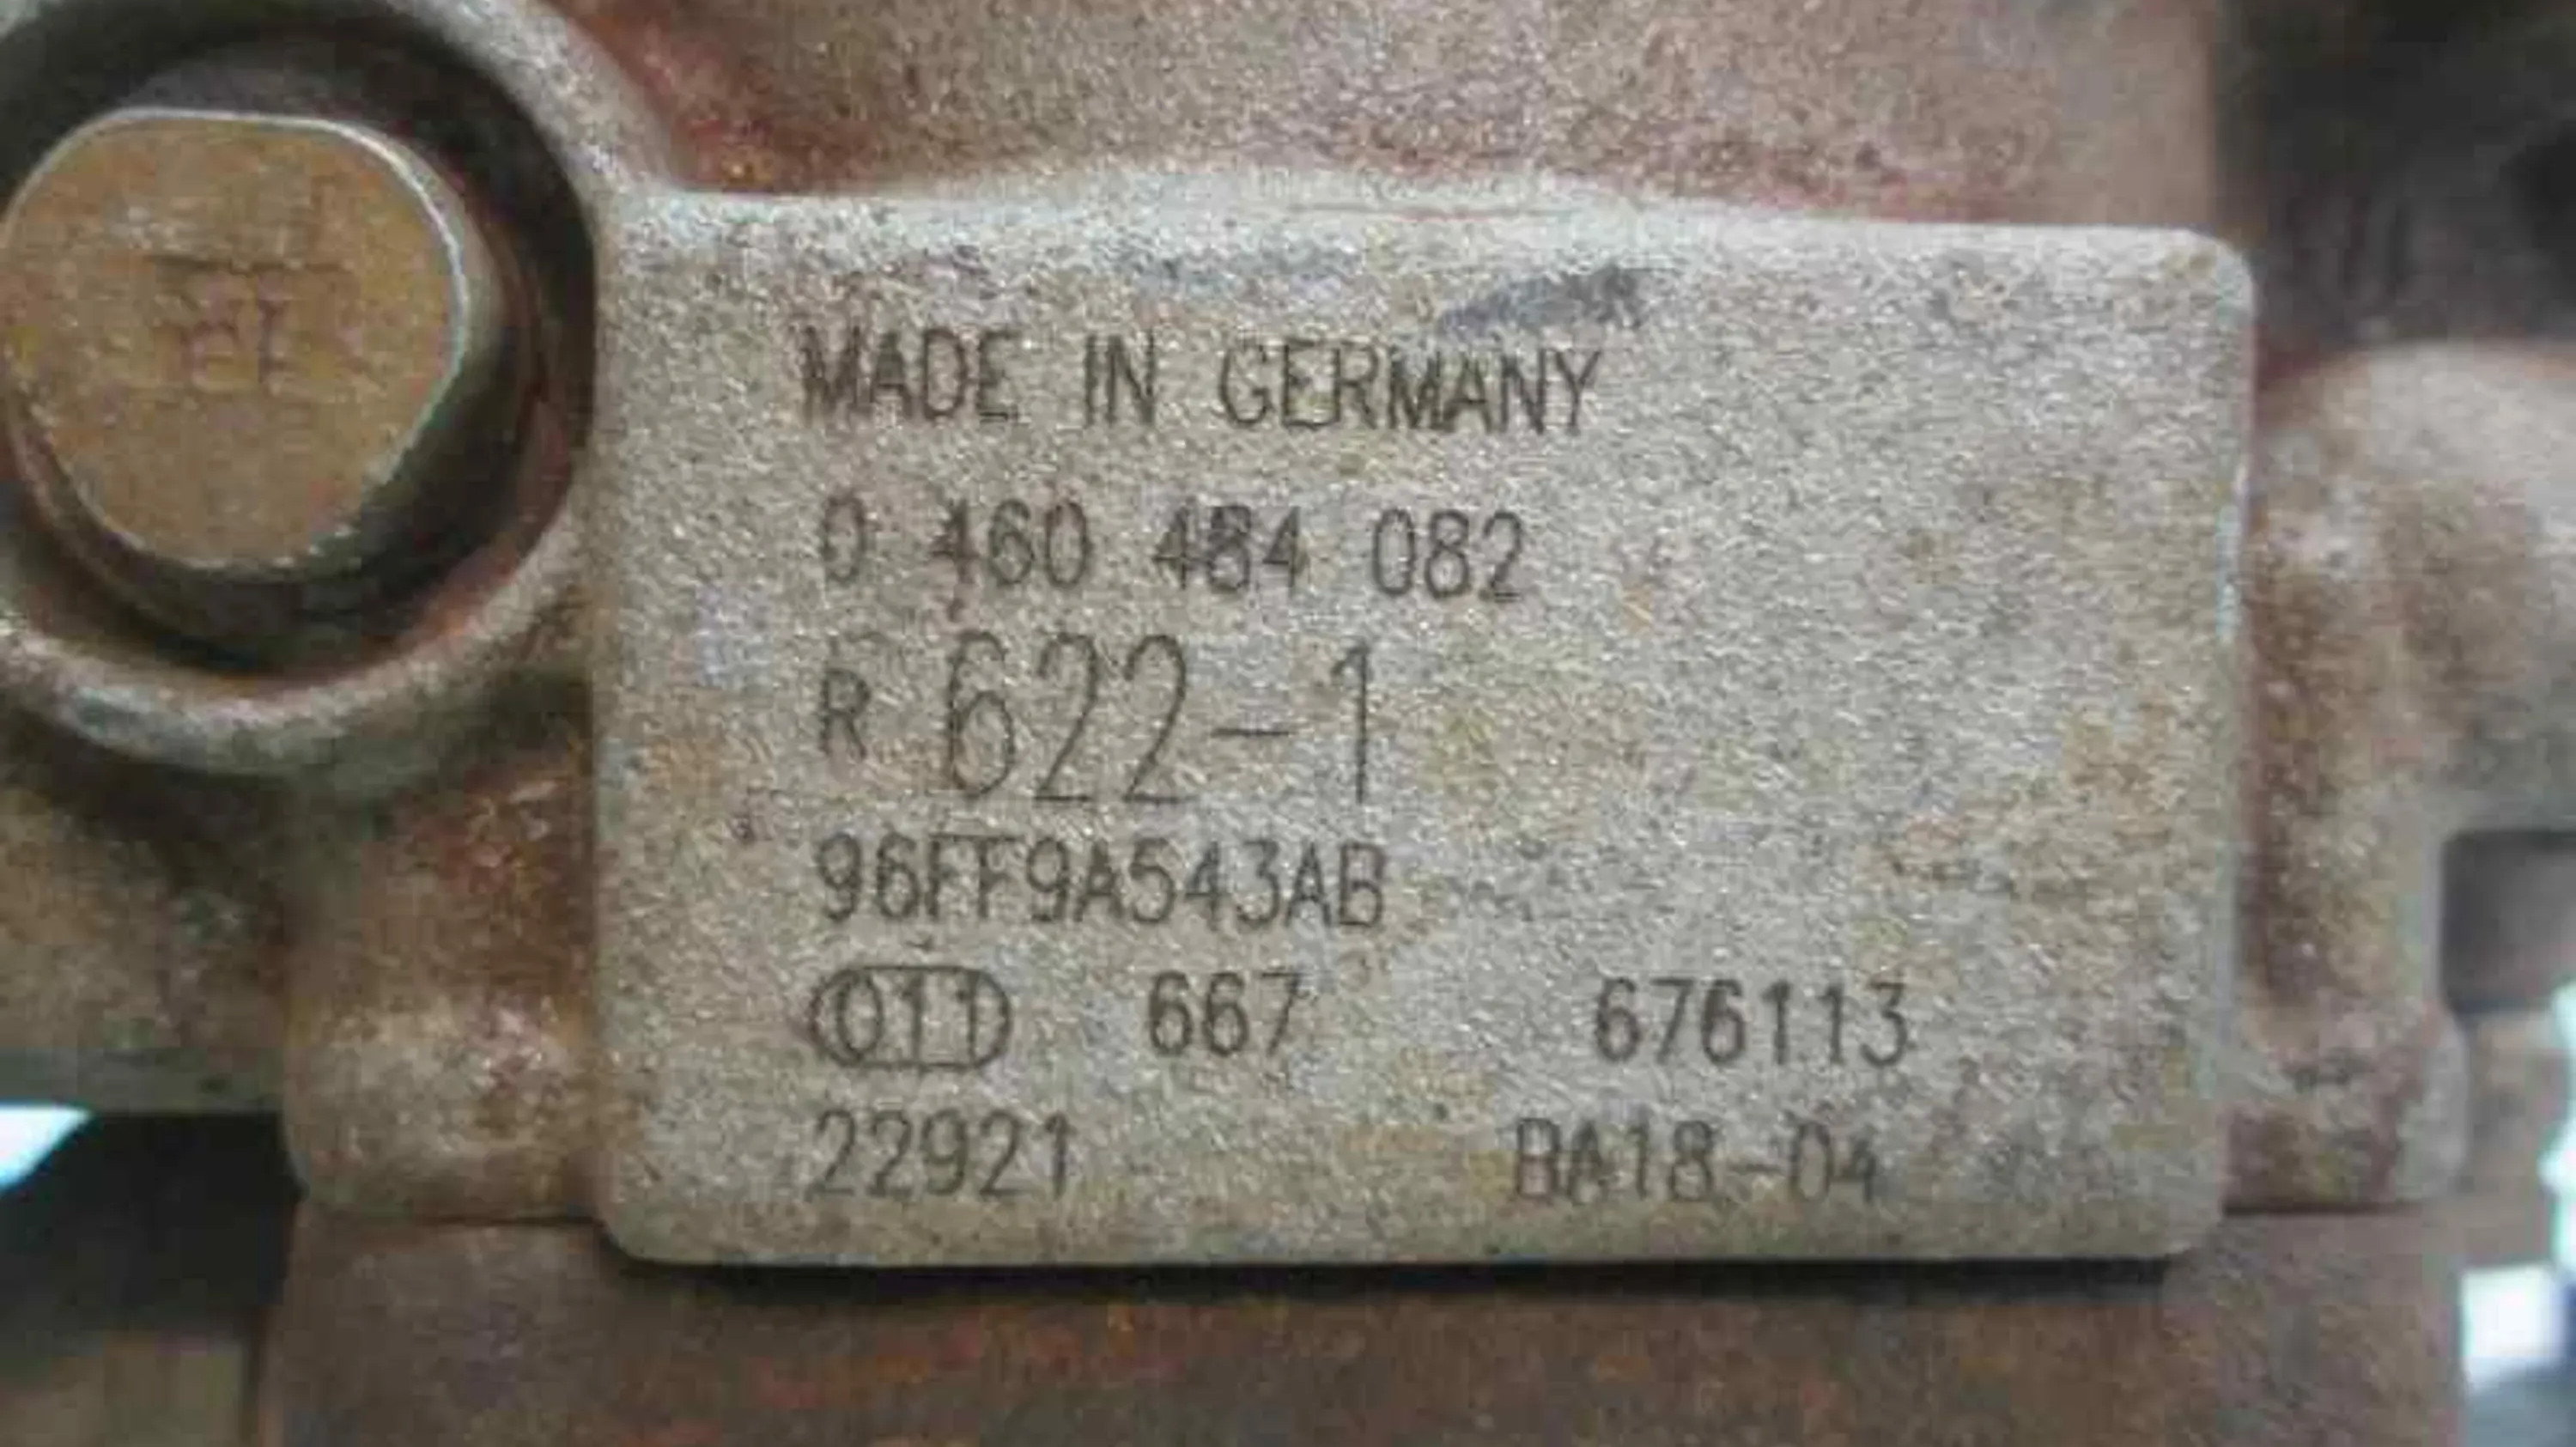 MADE IN GERMANY
0 460 484 082
R 622-1
96FF9A543AB
011 667 676113
22921 BA18-04